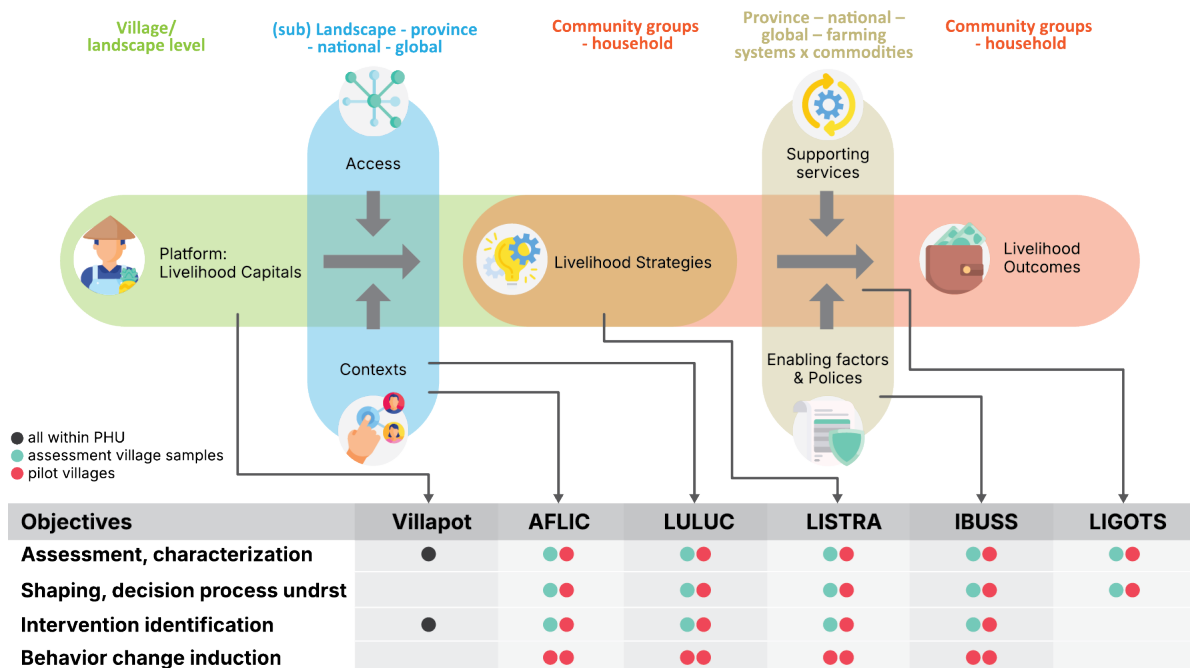 Village/
landscape level
(sub) Landscape - province
- national - global
Community groups
- household
Province – national –
global – farming
systems x commodities
Community groups
- household
Access
Supporting
services
Platform:
Livelihood Capitals
Livelihood Strategies
Livelihood
Outcomes
Contexts
Enabling factors
& Polices
all within PHU
assessment village samples
pilot villages
Objectives Villapot AFLIC LULUC LISTRA IBUSS LIGOTS
Assessment, characterization
Shaping, decision process undrst
Intervention identification
Behavior change induction